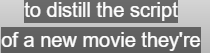 to distill the script
of a new movie they're